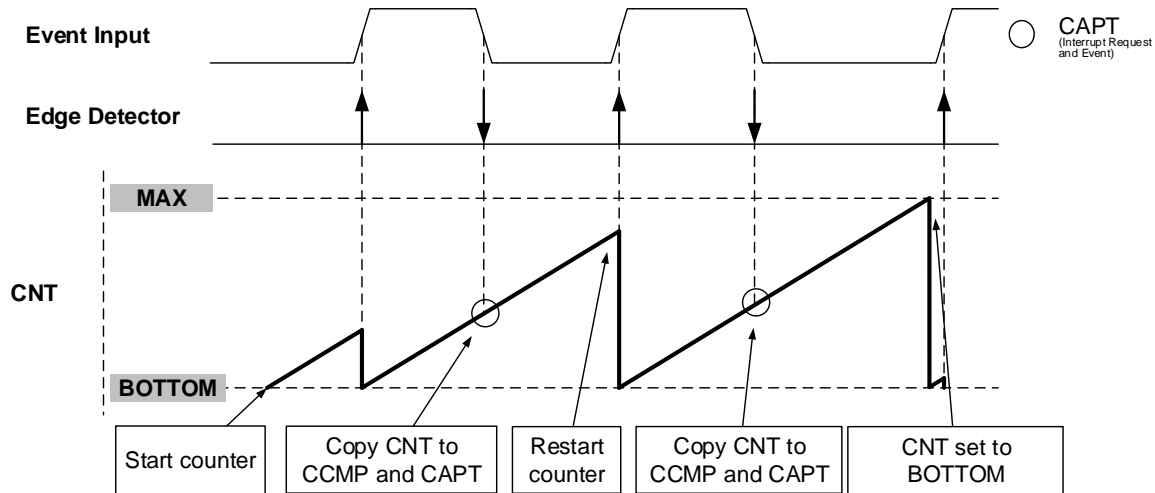 Event Input
CAPT
(Interrupt Request
and Event)
Edge Detector
MAX
CNT
BOTTOM
Start counter
Copy CNT to
CCMP and CAPT
Restart
counter
Copy CNT to
CCMP and CAPT
CNT set to
BOTTOM